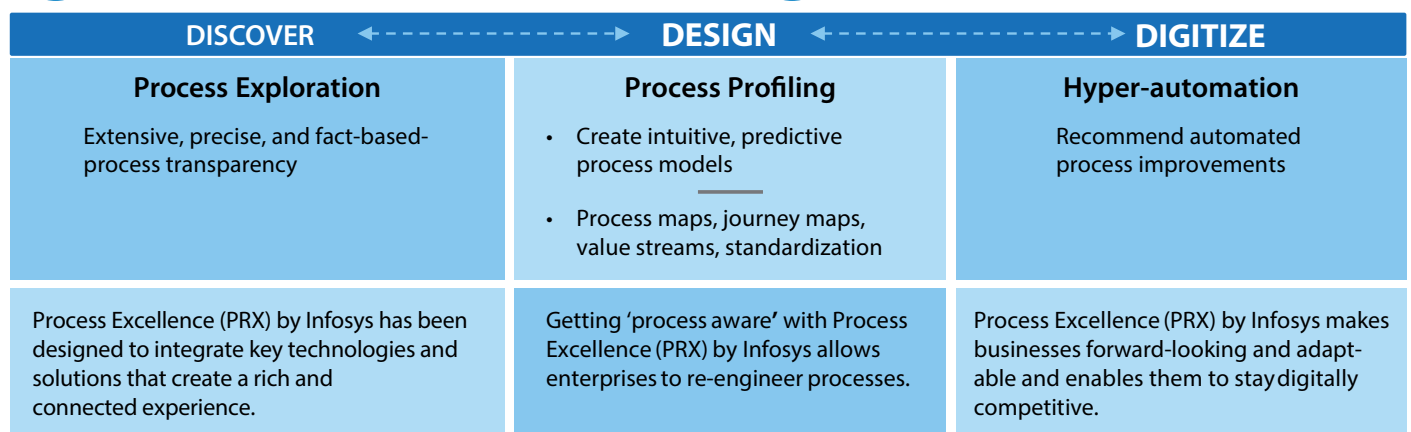 DISCOVER
DESIGN
DIGITIZE
Process Exploration
Extensive, precise, and fact-based-
process transparency
Process Profiling
• Create intuitive, predictive
process models
• Process maps, journey maps,
value streams, standardization
Hyper-automation
Recommend automated
process improvements
Process Excellence (PRX) by Infosys has been
designed to integrate key technologies and
solutions that create a rich and
connected experience.
Getting ‘process aware’ with Process
Excellence (PRX) by Infosys allows
enterprises to re-engineer processes.
Process Excellence (PRX) by Infosys makes
businesses forward-looking and adapt-
able and enables them to stay digitally
competitive.